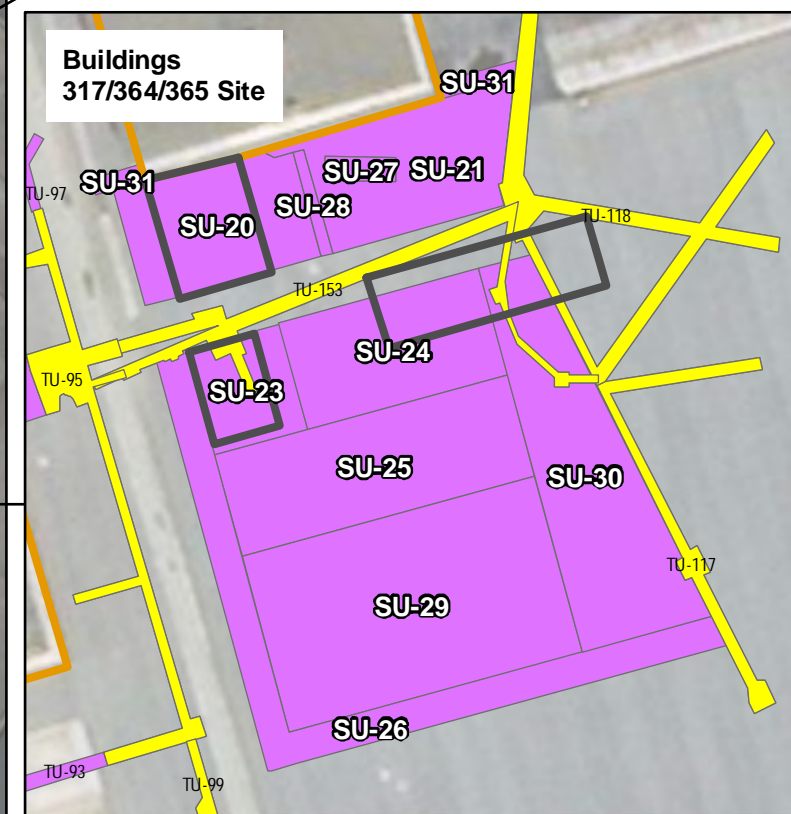 Buildings
317/364/365 Site
SU-31
SU-27
SU-21
SU-31
TU-97
SU-28
TU-118
SU-20
TU-153
SU-24
TU-95
SU-23
SU-25
SU-30
TU-117
SU-29
SU-26
TU-93
TU-99